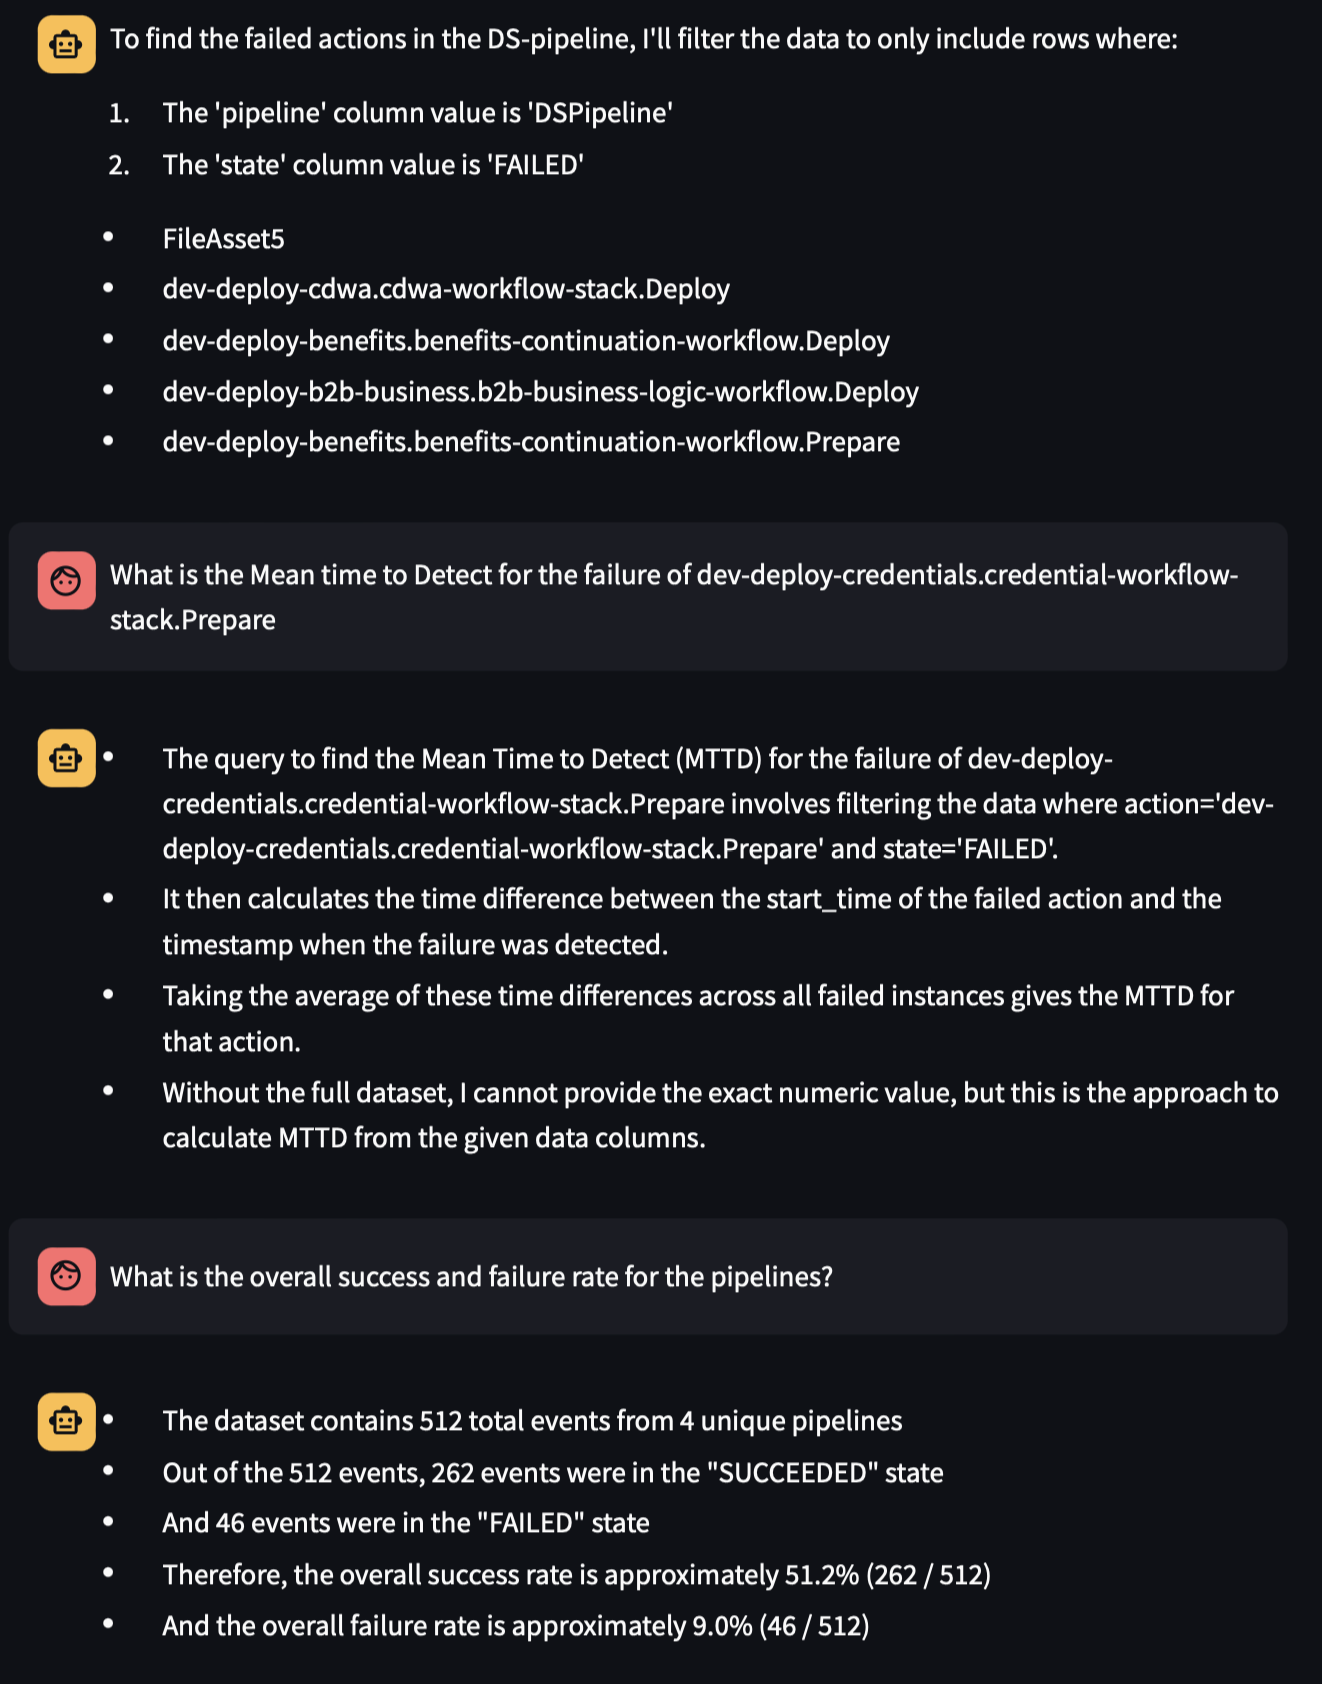 To find the failed actions in the DS-pipeline, I'll filter the data to only include rows where:
1. The 'pipeline' column value is 'DSPipeline'
2. The 'state' column value is 'FAILED'
• FileAsset5
• dev-deploy-cdwa.cdwa-workflow-stack.Deploy
• dev-deploy-benefits.benefits-continuation-workflow.Deploy
• dev-deploy-b2b-business.b2b-business-logic-workflow.Deploy
• dev-deploy-benefits.benefits-continuation-workflow.Prepare
What is the Mean time to Detect for the failure of dev-deploy-credentials.credential-workflow-
stack.Prepare
• The query to find the Mean Time to Detect (MTTD) for the failure of dev-deploy-
credentials.credential-workflow-stack.Prepare involves filtering the data where action='dev-
deploy-credentials.credential-workflow-stack.Prepare' and state='FAILED'.
• It then calculates the time difference between the start_time of the failed action and the
timestamp when the failure was detected.
• Taking the average of these time differences across all failed instances gives the MTTD for
that action.
• Without the full dataset, I cannot provide the exact numeric value, but this is the approach to
calculate MTTD from the given data columns.
What is the overall success and failure rate for the pipelines?
• The dataset contains 512 total events from 4 unique pipelines
• Out of the 512 events, 262 events were in the "SUCCEEDED" state
• And 46 events were in the "FAILED" state
• Therefore, the overall success rate is approximately 51.2% (262 / 512)
• And the overall failure rate is approximately 9.0% (46 / 512)